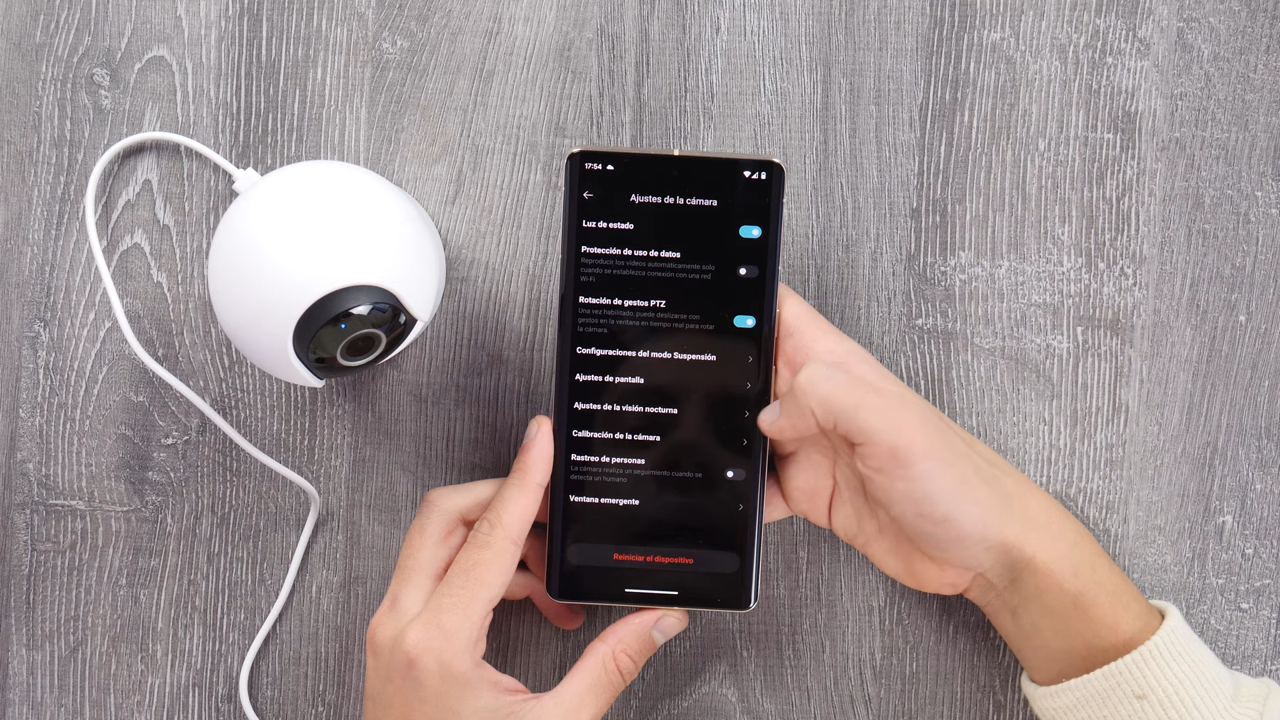 17:54
Ajustes de la cámara
Luz de estado
Protección de uso de datos
Reproducir los vídeos automáticamente solo
cuando se establezca conexión con una red
Wi-Fi
Rotación de gestos PTZ
Una vez habilitado, puede deslizarse con
gestos en la ventana en tiempo real para rotar
la cámara.
Configuraciones del modo Suspensión
Ajustes de pantalla
Ajustes de la visión nocturna
Calibración de la cámara
Rastreo de personas
La cámara realiza un seguimiento cuando se
detecta un humano
Ventana emergente
Reiniciar el dispositivo